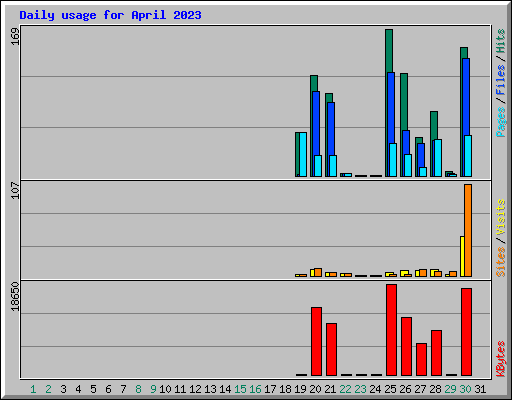 Daily usage for April 2023
169
Pages / Files / Hits
107
Sites / Visits
18650
KBytes
1 2 3 4 5 6 7 8 9 10 11 12 13 14 15 16 17 18 19 20 21 22 23 24 25 26 27 28 29 30 31